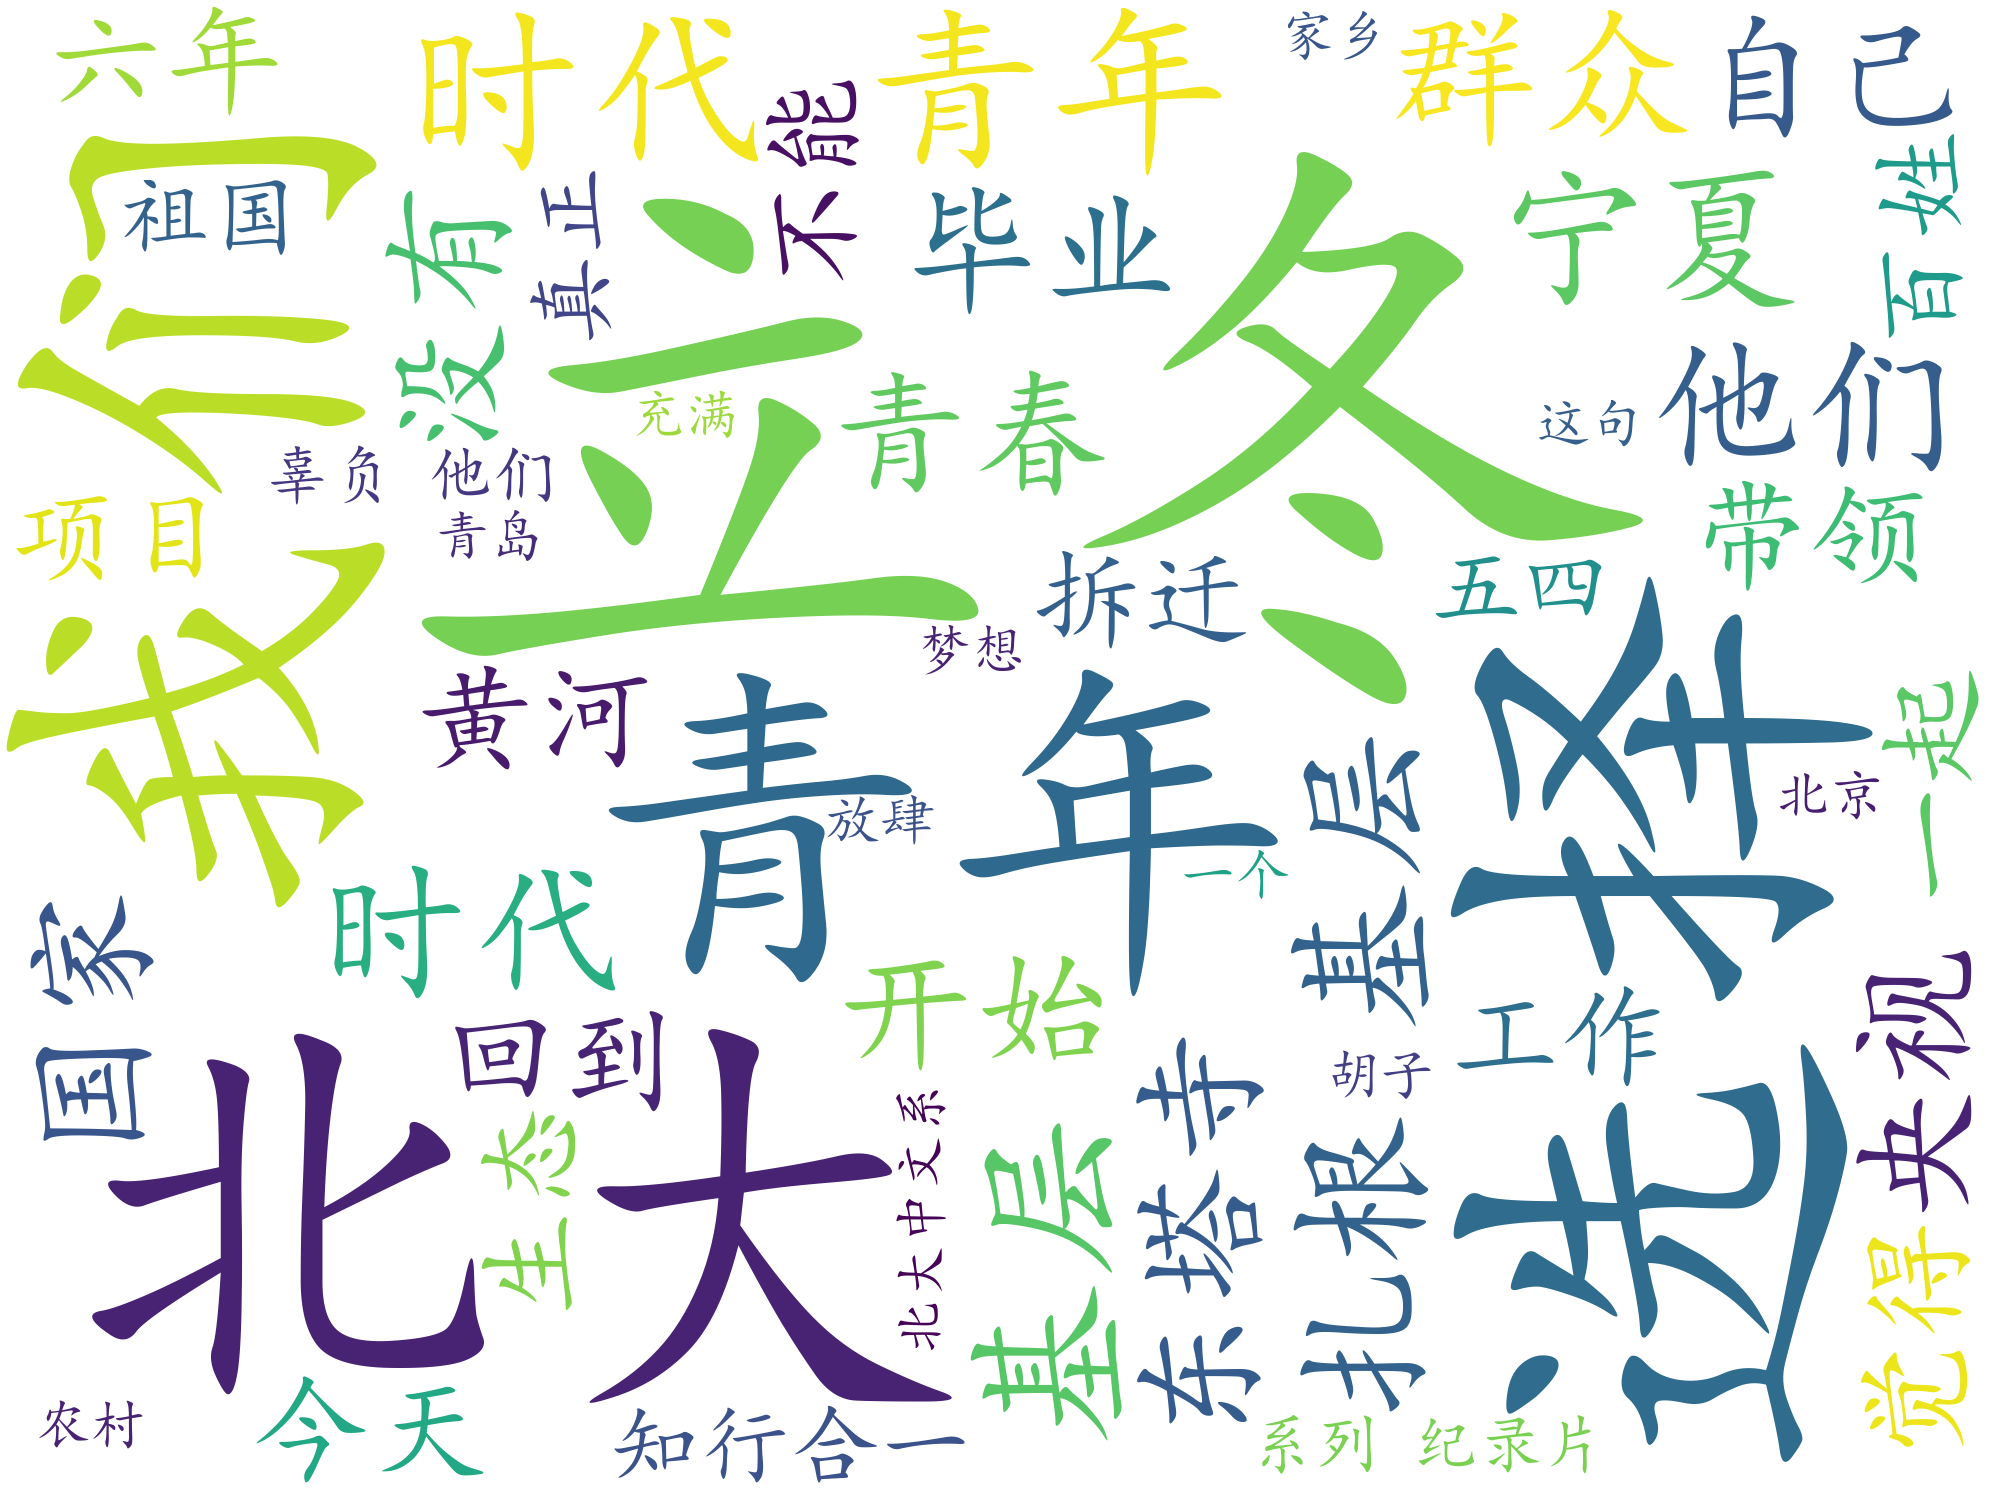 六年
时代
青年
家乡
群众
自己
我们
祖国
没有
真正
不能
毕业
宁夏
百姓
立冬
青春
充满
这句
他们
辜负
他们
项目
青岛
带领
拆迁
五四
梦想
黄河
青年
选择
一起
放肆
北京
一个
基层
时代
国家
开始
工作
央视
回到
北大
生态
北大中文系
基层
东塔寺
扎根
胡子
觉得
农村
今天
知行合一
系列 纪录片